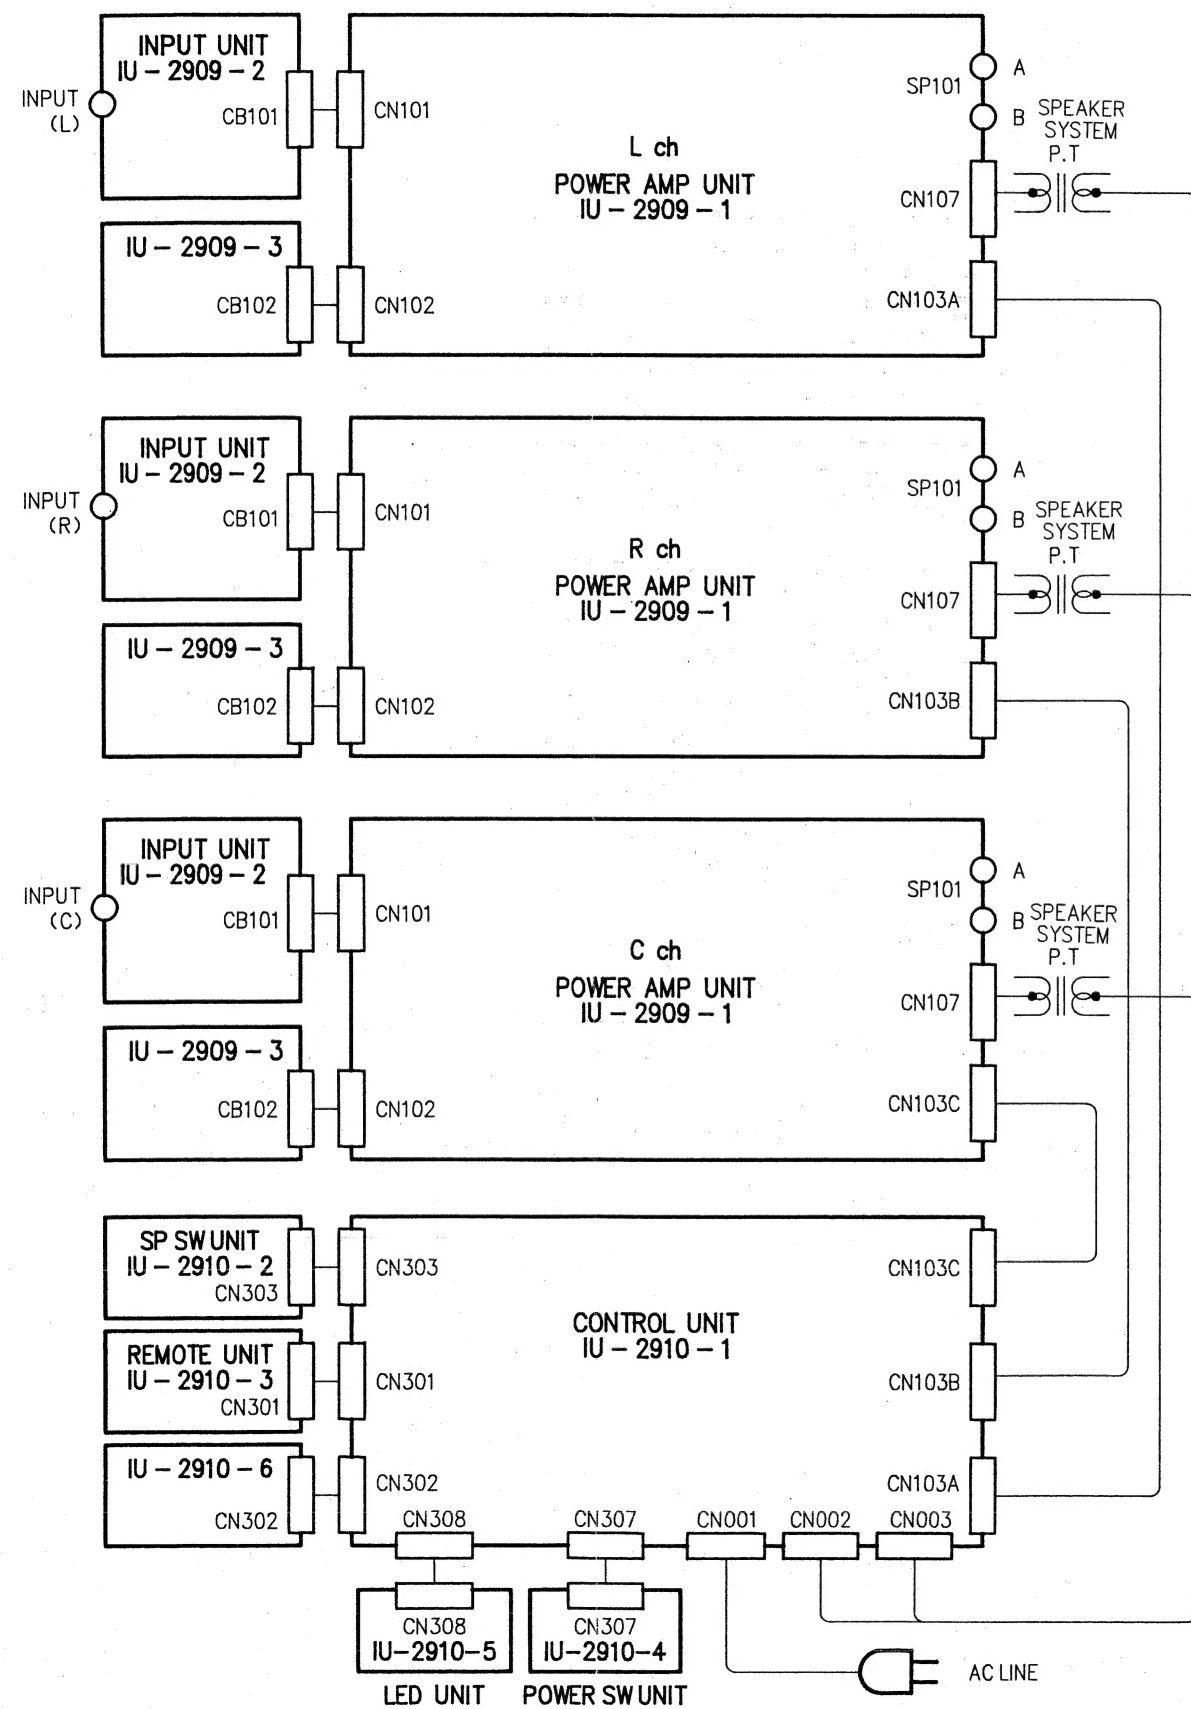 INPUT UNIT
IU-2909-2
INPUT
(L)
CB101
CN101
IU-2909-3
CB102
CN102
L ch
POWER AMP UNIT
IU-2909-1
SP101
A
B
SPEAKER
SYSTEM
P.T
CN107
CN103A
INPUT UNIT
IU-2909-2
INPUT
(R)
CB101
CN101
IU-2909-3
CB102
CN102
R ch
POWER AMP UNIT
IU-2909-1
SP101
A
B
SPEAKER
SYSTEM
P.T
CN107
CN103B
INPUT UNIT
IU-2909-2
INPUT
(C)
CB101
CN101
IU-2909-3
CB102
CN102
C ch
POWER AMP UNIT
IU-2909-1
SP101
A
B
SPEAKER
SYSTEM
P.T
CN107
CN103C
SP SW UNIT
IU-2910-2
CN303
CN303
REMOTE UNIT
IU-2910-3
CN301
CN301
IU-2910-6
CN302
CN302
CONTROL UNIT
IU-2910-1
CN103C
CN103B
CN103A
CN308
CN307
CN001
CN002
CN003
CN308
IU-2910-5
LED UNIT
CN307
IU-2910-4
POWER SW UNIT
AC LINE